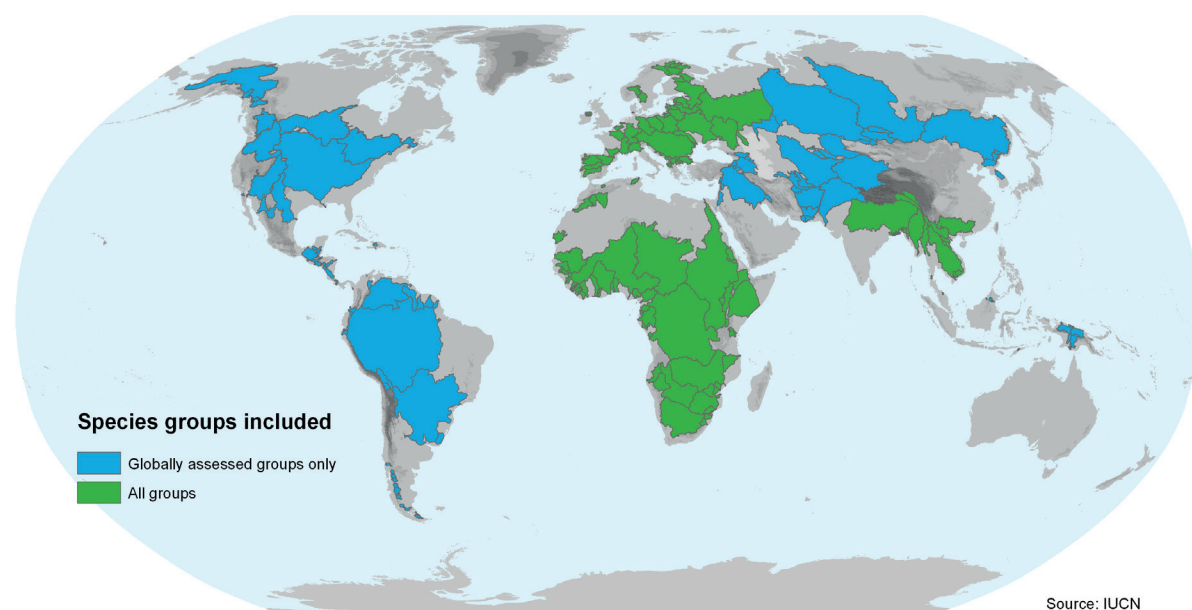 Species groups included
Globally assessed groups only
All groups
Source: IUCN